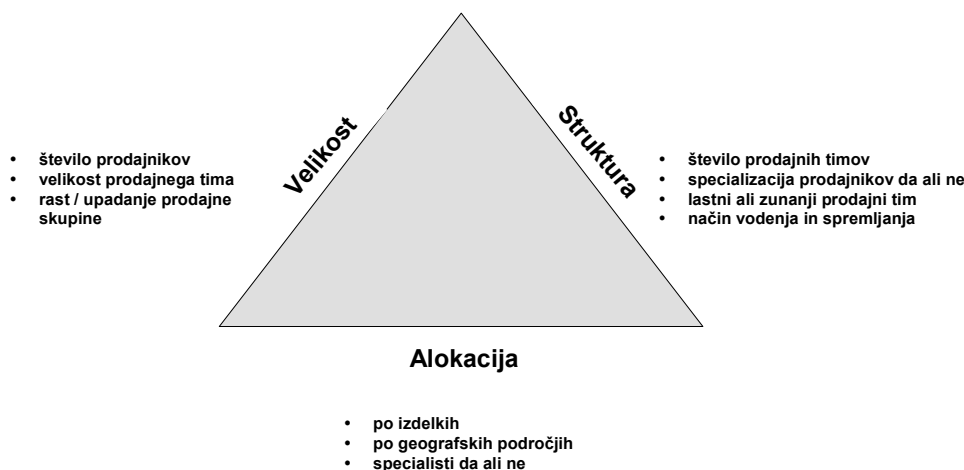 Velikost
Struktura
• število prodajnikov
• velikost prodajnega tima
• rast / upadanje prodajne
skupine
• število prodajnih timov
• specializacija prodajnikov da ali ne
• lastni ali zunanji prodajni tim
• način vodenja in spremljanja
Alokacija
• po izdelkih
• po geografskih področjih
• specialisti da ali ne